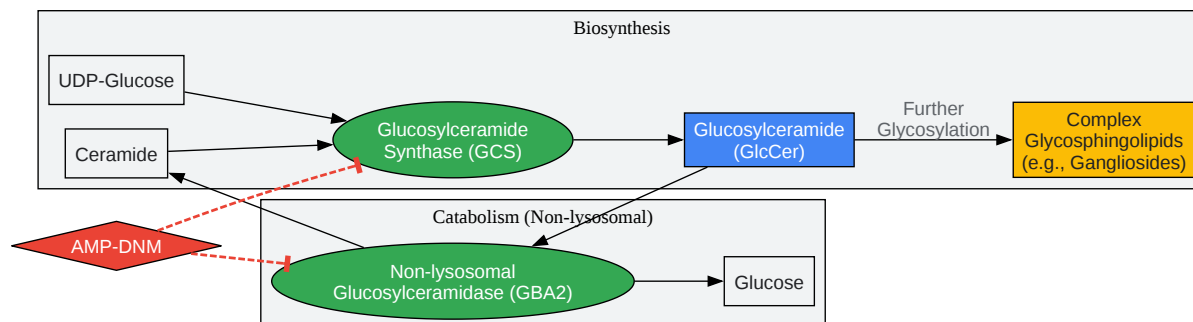 Biosynthesis
UDP-Glucose
Ceramide
Glucosylceramide
Synthase (GCS)
Glucosylceramide
(GlcCer)
Further
Glycosylation
Complex
Glycosphingolipids
(e.g., Gangliosides)
AMP-DNM
Catabolism (Non-lysosomal)
Non-lysosomal
Glucosylceramidase (GBA2)
Glucose